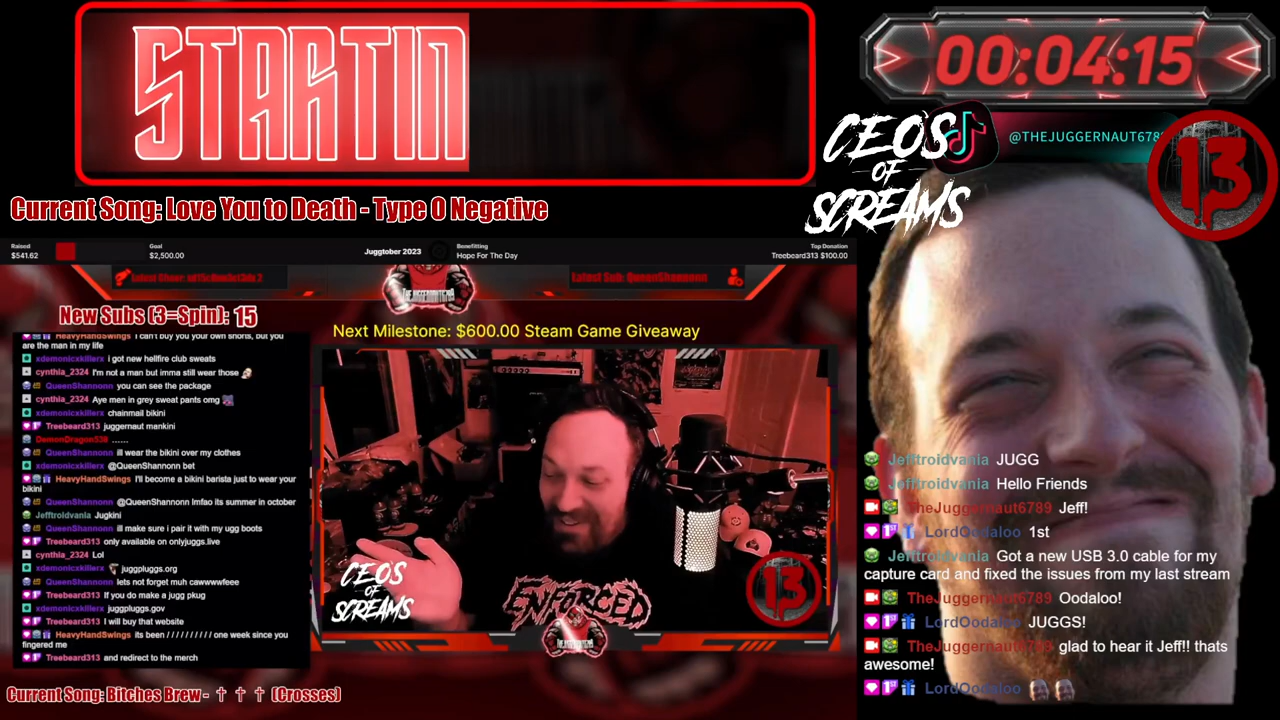 STARTIN
00:04:15
CEO'S
OF
SCREAMS
@THEJUGGERNAUT6789
13
Current Song: Love You to Death - Type O Negative
Raised
$541.62
Goal
$2,500.00
Juggtober 2023
Benefitting
Hope For The Day
Top Donation
Treebeard313 $100.00
Latest Sub: QueenShannonn
THEJUGGERNAUT6789
New Subs (3=Spin): 15
Next Milestone: $600.00 Steam Game Giveaway
HeavyHandSwings i can't buy you your own shorts, but you
are the man in my life
xdemonicxkillerx i got new hellfire club sweats
cynthia_2324 I'm not a man but imma still wear those
QueenShannonn you can see the package
cynthia_2324 Aye men in grey sweat pants omg
xdemonicxkillerx chainmail bikini
Treebeard313 juggernaut mankini
DemonDragon538 ......
QueenShannonn ill wear the bikini over my clothes
xdemonicxkillerx @QueenShannonn bet
HeavyHandSwings I'll become a bikini barista just to wear your
bikini
QueenShannonn @QueenShannonn lmfao its summer in october
Jefftroidvania Jugkini
QueenShannonn ill make sure i pair it with my ugg boots
Treebeard313 only available on onlyjuggs.live
cynthia_2324 Lol
xdemonicxkillerx juggpluggs.org
QueenShannonn lets not forget muh cawwwwfeee
Treebeard313 If you do make a jugg pkug
xdemonicxkillerx juggpluggs.gov
Treebeard313 I will buy that website
HeavyHandSwings its been / / / / / / / / / / one week since you
fingered me
Treebeard313 and redirect to the merch
CEO'S
OF
SCREAMS
ENFORCED
13
Current Song: Bitches Brew - ✝ ✝ ✝ (Crosses)
Jefftroidvania JUGG
Jefftroidvania Hello Friends
TheJuggernaut6789 Jeff!
LordOodaloo 1st
Jefftroidvania Got a new USB 3.0 cable for my
capture card and fixed the issues from my last stream
TheJuggernaut6789 Oodaloo!
LordOodaloo JUGGS!
TheJuggernaut6789 glad to hear it Jeff!! thats
awesome!
LordOodaloo